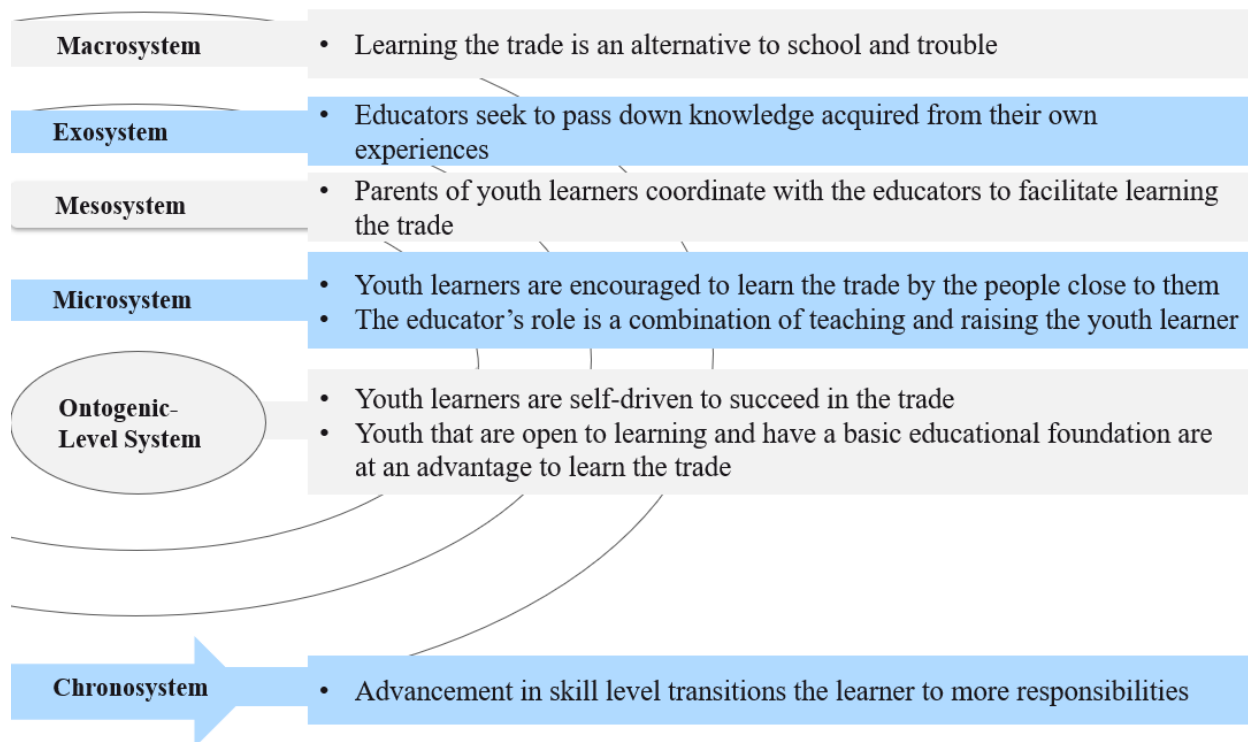 Macrosystem
• Learning the trade is an alternative to school and trouble
Exosystem
• Educators seek to pass down knowledge acquired from their own
experiences
Mesosystem
• Parents of youth learners coordinate with the educators to facilitate learning
the trade
Microsystem
• Youth learners are encouraged to learn the trade by the people close to them
• The educator’s role is a combination of teaching and raising the youth learner
Ontogenic-
Level System
• Youth learners are self-driven to succeed in the trade
• Youth that are open to learning and have a basic educational foundation are
at an advantage to learn the trade
Chronosystem
• Advancement in skill level transitions the learner to more responsibilities